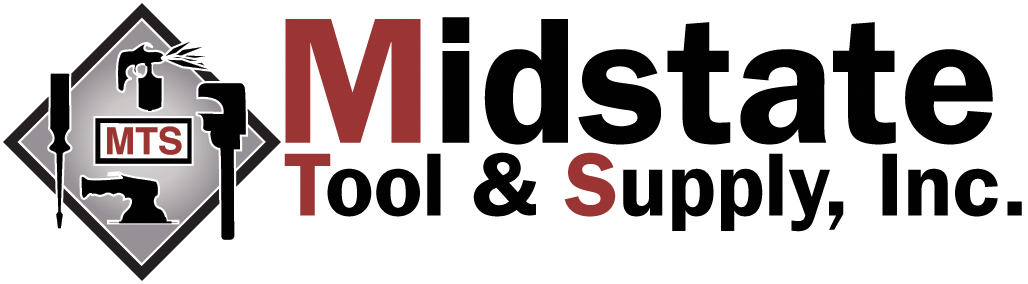 MTS
Midstate
Tool & Supply, Inc.